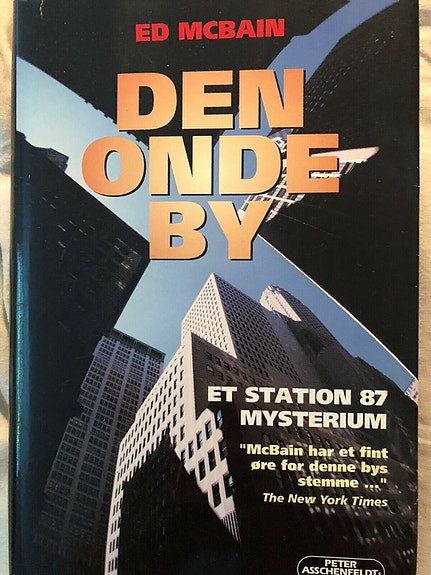 ED MCBAIN
DEN
ONDE
BY
ET STATION 87
MYSTERIUM
"McBain har et fint
øre for denne bys
stemme ..."
The New York Times
PETER
ASSCHENFELDT